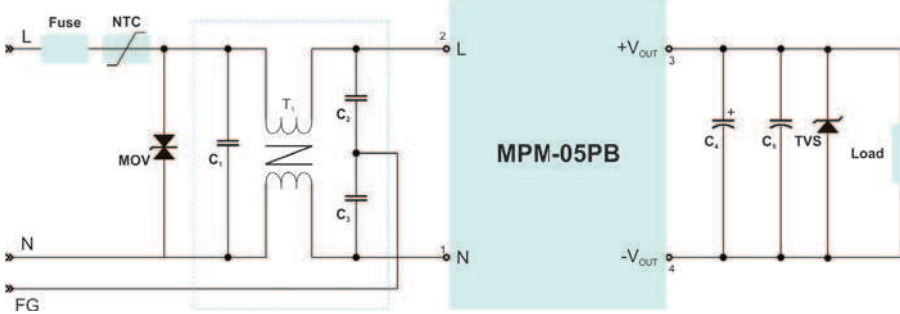 Fuse
NTC
L
2
L
+VOUT
3
T1
C2
+
MOV
C1
MPM-05PB
C4
C5
TVS
Load
C3
N
1
N
-VOUT
4
FG